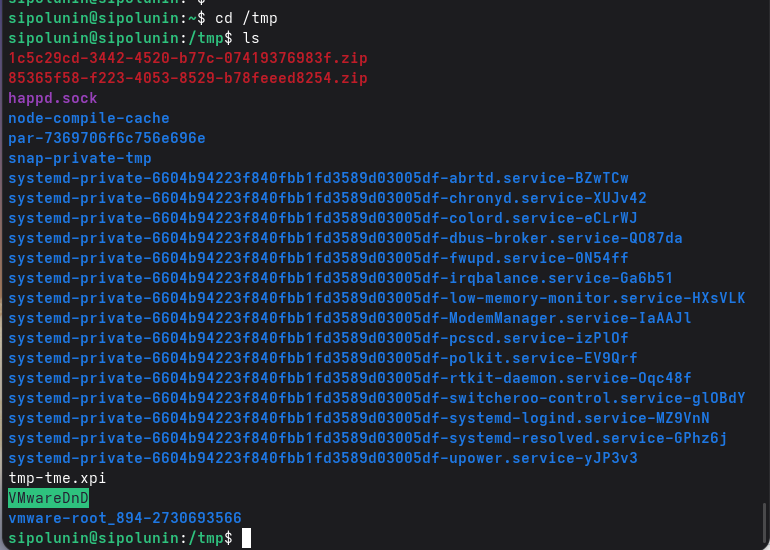 sipolunin@sipolunin:~$ cd /tmp
sipolunin@sipolunin:/tmp$ ls
1c5c29cd-3442-4520-b77c-07419376983f.zip
85365f58-f223-4053-8529-b78feeed8254.zip
happd.sock
node-compile-cache
par-7369706f6c756e696e
snap-private-tmp
systemd-private-6604b94223f840fbb1fd3589d03005df-abrtd.service-BZwTCw
systemd-private-6604b94223f840fbb1fd3589d03005df-chronyd.service-XUJv42
systemd-private-6604b94223f840fbb1fd3589d03005df-colord.service-eCLrWJ
systemd-private-6604b94223f840fbb1fd3589d03005df-dbus-broker.service-QO87da
systemd-private-6604b94223f840fbb1fd3589d03005df-fwupd.service-0N54ff
systemd-private-6604b94223f840fbb1fd3589d03005df-irqbalance.service-Ga6b51
systemd-private-6604b94223f840fbb1fd3589d03005df-low-memory-monitor.service-HXsVLK
systemd-private-6604b94223f840fbb1fd3589d03005df-ModemManager.service-IaAAJl
systemd-private-6604b94223f840fbb1fd3589d03005df-pcscd.service-izPlOf
systemd-private-6604b94223f840fbb1fd3589d03005df-polkit.service-EV9Qrf
systemd-private-6604b94223f840fbb1fd3589d03005df-rtkit-daemon.service-Oqc48f
systemd-private-6604b94223f840fbb1fd3589d03005df-switcheroo-control.service-glOBdY
systemd-private-6604b94223f840fbb1fd3589d03005df-systemd-logind.service-MZ9VnN
systemd-private-6604b94223f840fbb1fd3589d03005df-systemd-resolved.service-GPhz6j
systemd-private-6604b94223f840fbb1fd3589d03005df-upower.service-yJP3v3
tmp-tme.xpi
VMwareDnD
vmware-root_894-2730693566
sipolunin@sipolunin:/tmp$